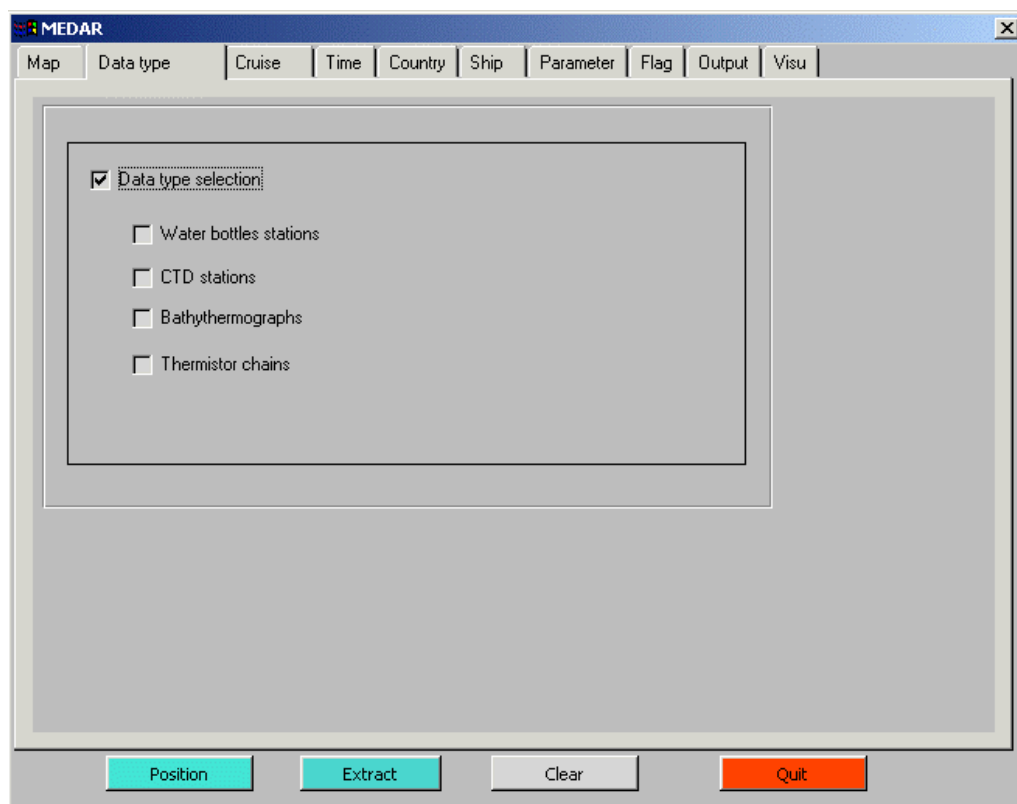 MEDAR
Map Data type Cruise Time Country Ship Parameter Flag Output Visu
Data type selection
Water bottles stations
CTD stations
Bathythermographs
Thermistor chains
Position Extract Clear Quit